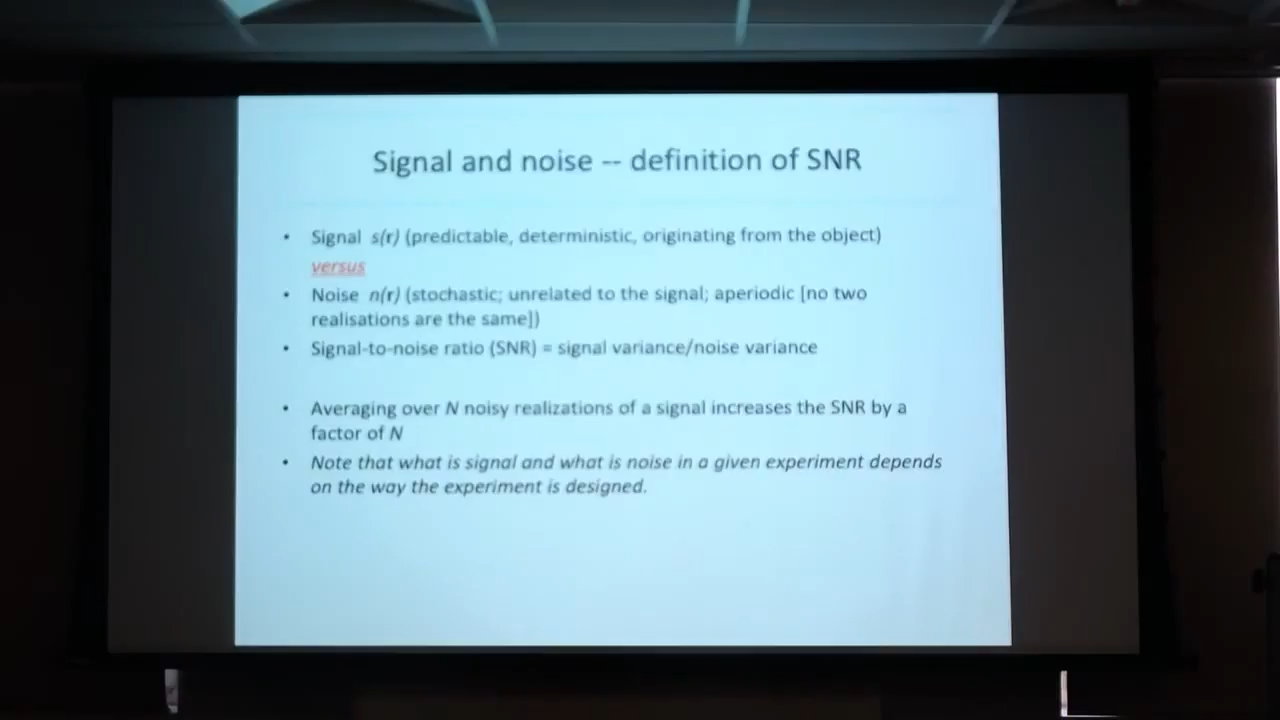 Signal and noise -- definition of SNR
• Signal s(r) (predictable, deterministic, originating from the object)
versus
• Noise n(r) (stochastic; unrelated to the signal; aperiodic [no two
realisations are the same])
• Signal-to-noise ratio (SNR) = signal variance/noise variance
• Averaging over N noisy realizations of a signal increases the SNR by a
factor of N
• Note that what is signal and what is noise in a given experiment depends
on the way the experiment is designed.